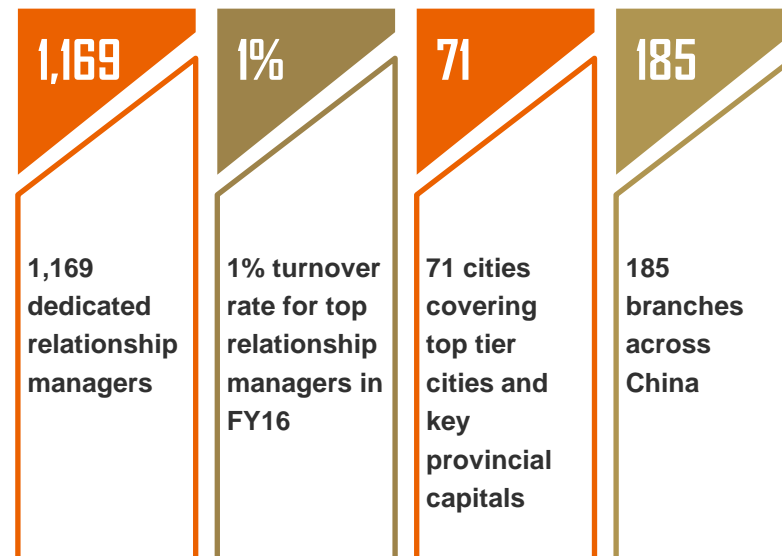 1,169
1,169
dedicated
relationship
managers
1%
1% turnover
rate for top
relationship
managers in
FY16
71
71 cities
covering
top tier
cities and
key
provincial
capitals
185
185
branches
across
China